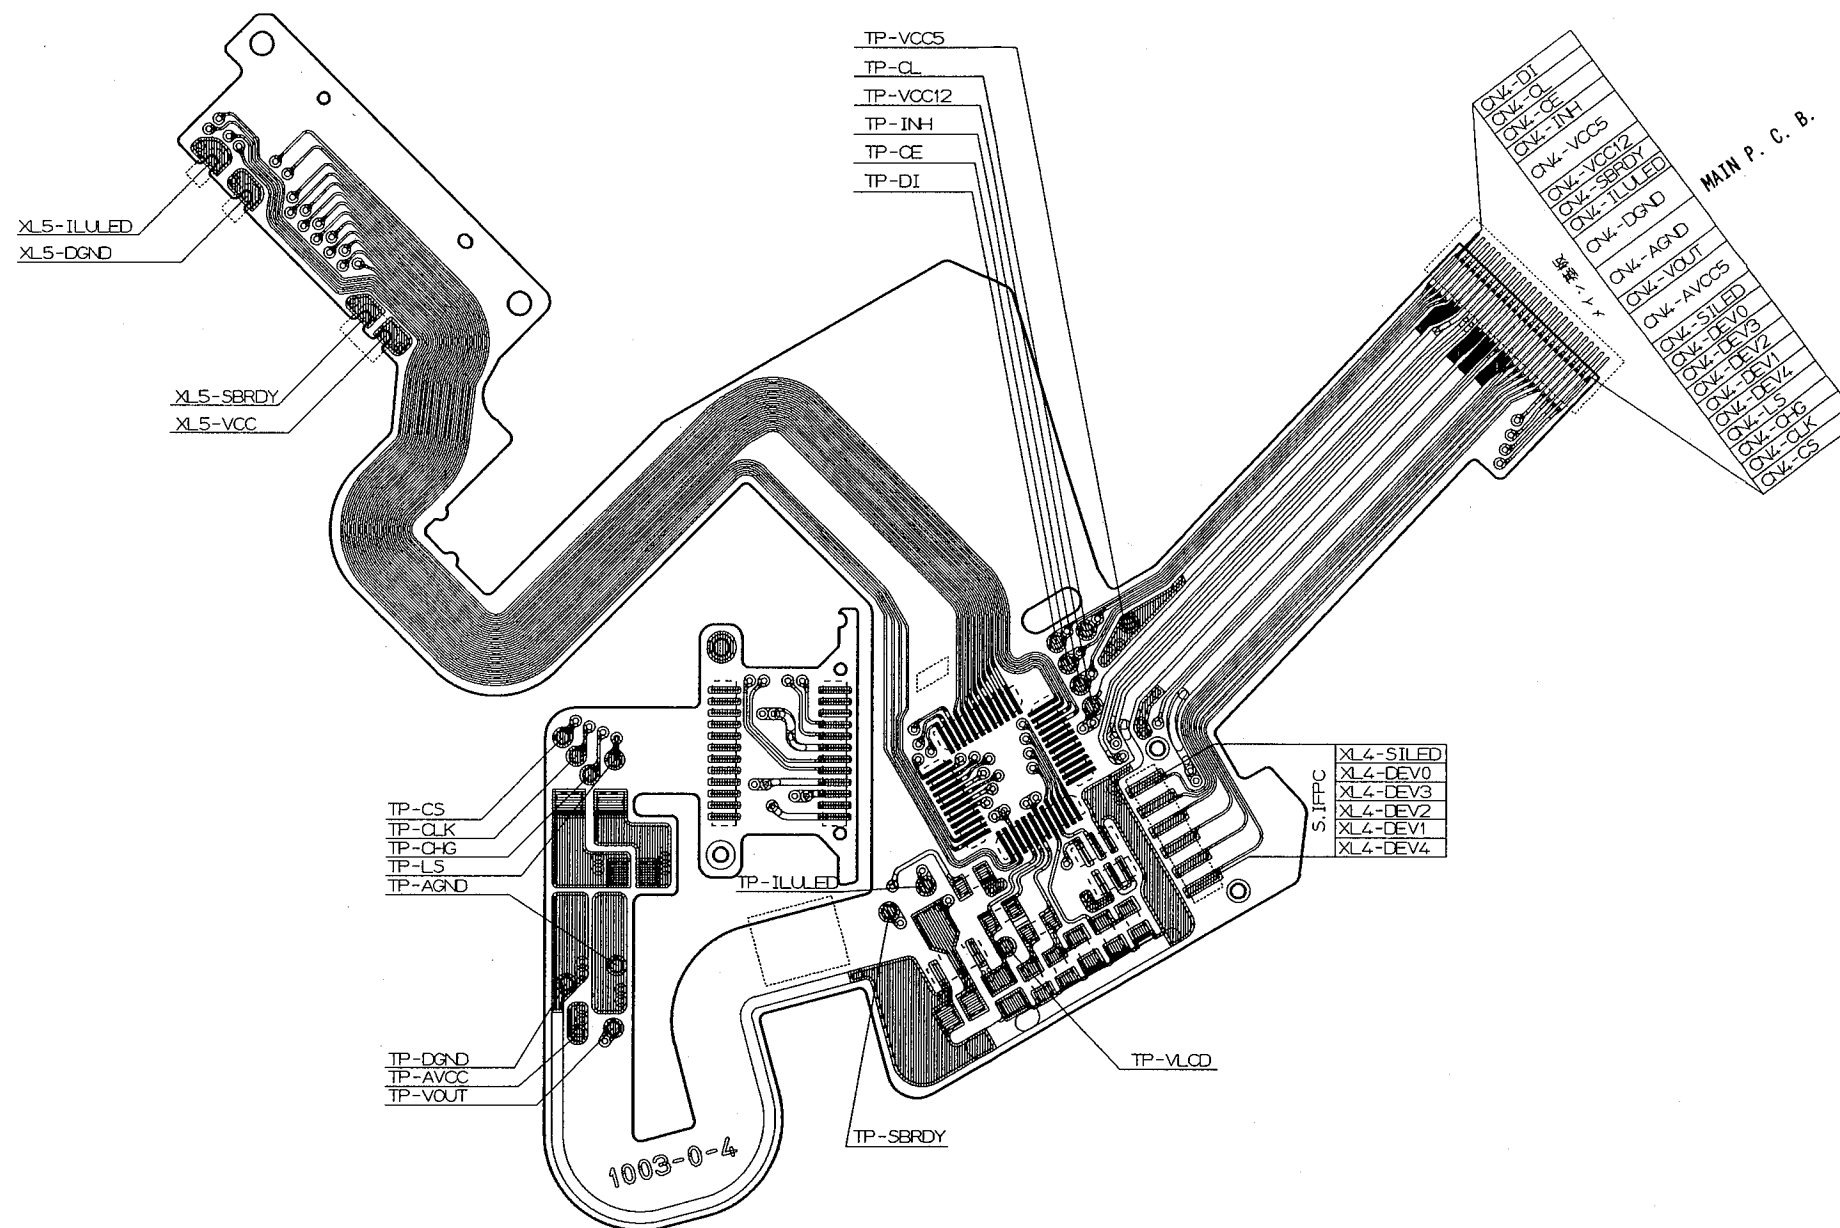 TP-VCC5
TP-CL
TP-VCC12
TP-INH
TP-CE
TP-DI
CN4-DI
CN4-CL
CN4-CE
CN4-INH
CN4-VCC5
CN4-VCC12
CN4-SBRDY
CN4-ILULED
CN4-DGND
CN4-AGND
CN4-VOUT
CN4-AVCC5
CN4-SILED
CN4-DEV0
CN4-DEV3
CN4-DEV2
CN4-DEV1
CN4-DEV4
CN4-LS
CN4-CHG
CN4-CLK
CN4-CS
MAIN P. C. B.
メイン基板
XL5-ILULED
XL5-DGND
XL5-SBRDY
XL5-VCC
S.IFPC
XL4-SILED
XL4-DEV0
XL4-DEV3
XL4-DEV2
XL4-DEV1
XL4-DEV4
TP-CS
TP-CLK
TP-CHG
TP-LS
TP-AGND
TP-ILULED
TP-DGND
TP-AVCC
TP-VOUT
TP-VLCD
TP-SBRDY
1003-0-4